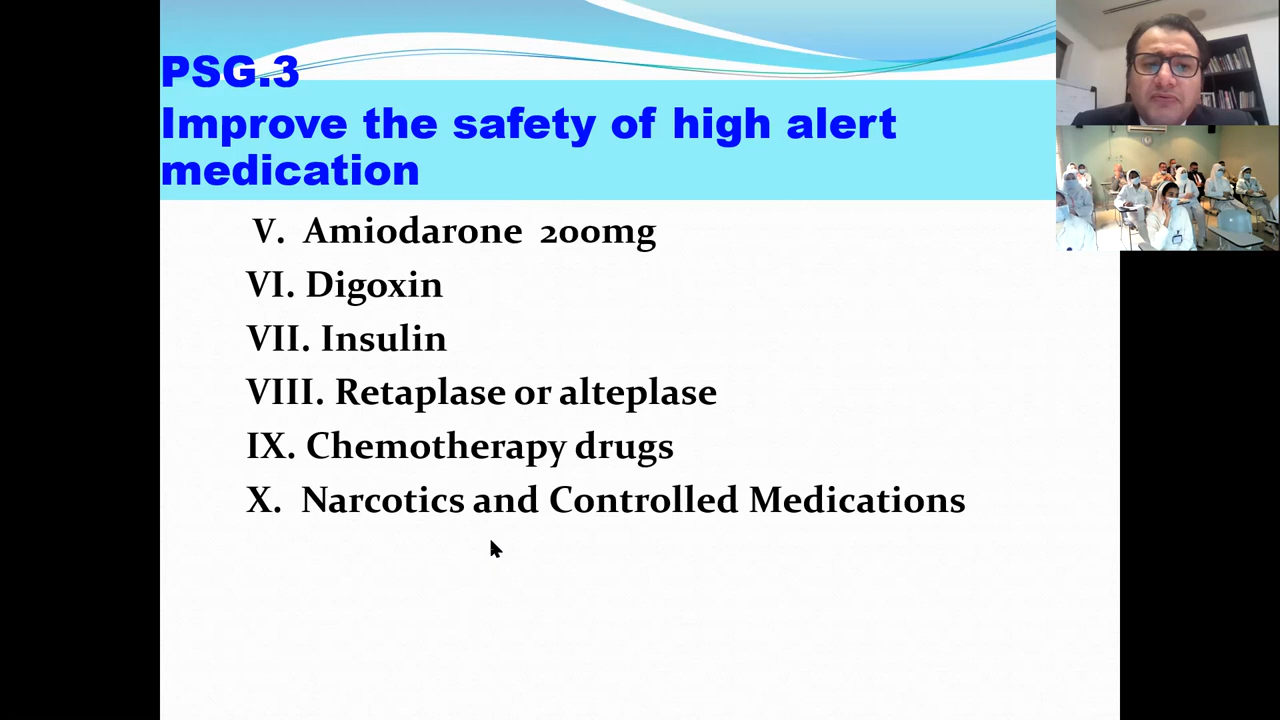 PSG.3
Improve the safety of high alert
medication
V. Amiodarone 200mg
VI. Digoxin
VII. Insulin
VIII. Retaplase or alteplase
IX. Chemotherapy drugs
X. Narcotics and Controlled Medications